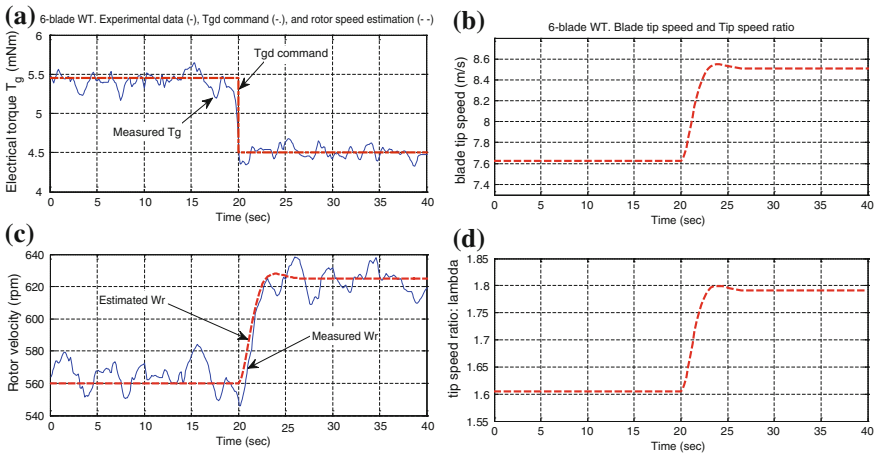 (a)
6-blade WT. Experimental data (-), Tgd command (-.), and rotor speed estimation (- -)
Electrical torque Tg (mNm)
6
5.5
5
4.5
4
Tgd command
Measured Tg
0 5 10 15 20 25 30 35 40
Time (sec)
(b)
6-blade WT. Blade tip speed and Tip speed ratio
blade tip speed (m/s)
8.6
8.4
8.2
8
7.8
7.6
7.4
0 5 10 15 20 25 30 35 40
Time (sec)
(c)
Rotor velocity (rpm)
640
620
600
580
560
540
Estimated Wr
Measured Wr
0 5 10 15 20 25 30 35 40
Time (sec)
(d)
tip speed ratio: lambda
1.85
1.8
1.75
1.7
1.65
1.6
1.55
0 5 10 15 20 25 30 35 40
Time (sec)